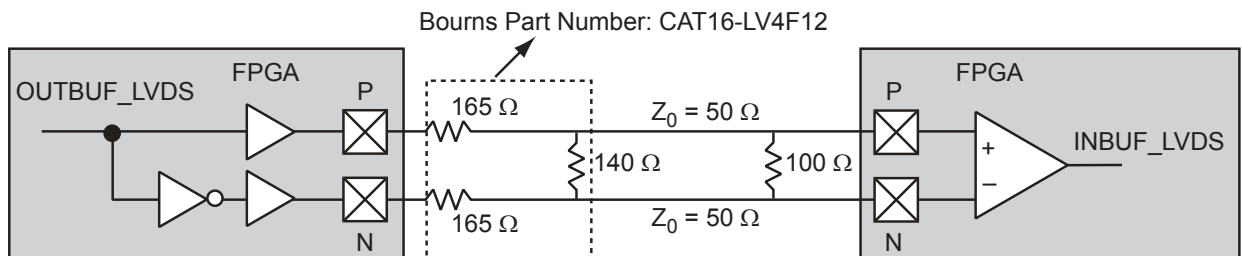 Bourns Part Number: CAT16-LV4F12
FPGA
OUTBUF_LVDS
P
165 Ω
Z0 = 50 Ω
140 Ω
100 Ω
165 Ω
Z0 = 50 Ω
N
FPGA
P
+
−
INBUF_LVDS
N